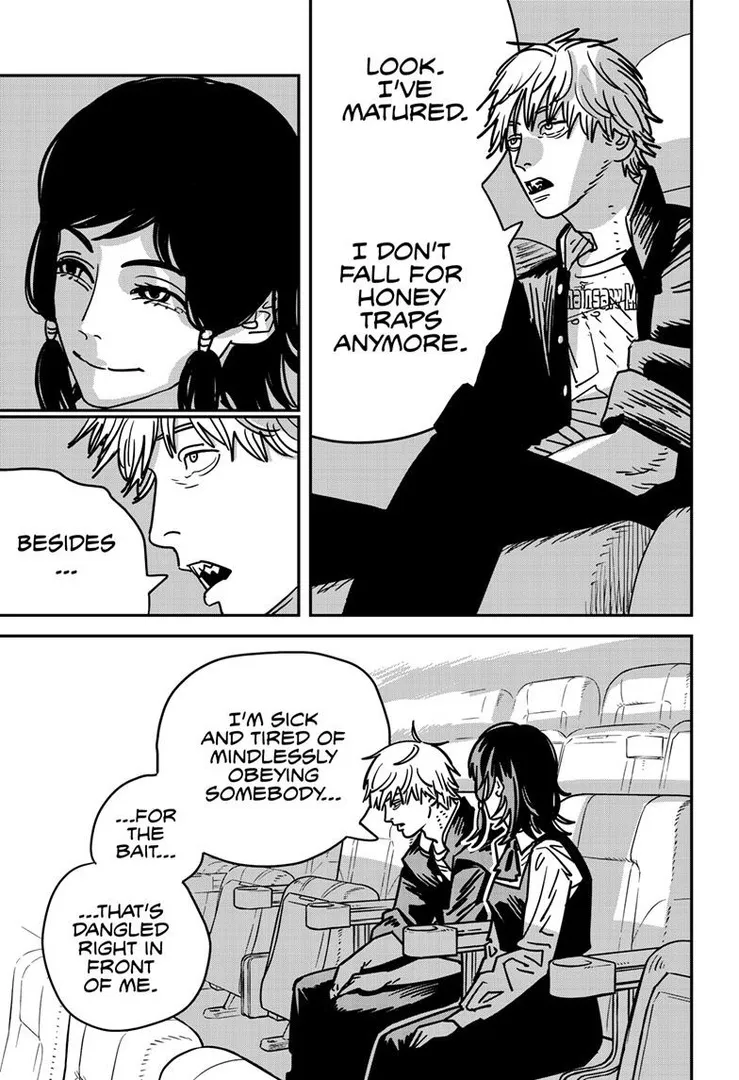 LOOK.
I'VE
MATURED.
I DON'T
FALL FOR
HONEY
TRAPS
ANYMORE.
BESIDES
...
I'M SICK
AND TIRED OF
MINDLESSLY
OBEYING
SOMEBODY...
...FOR
THE
BAIT...
...THAT'S
DANGLED
RIGHT IN
FRONT
OF ME.